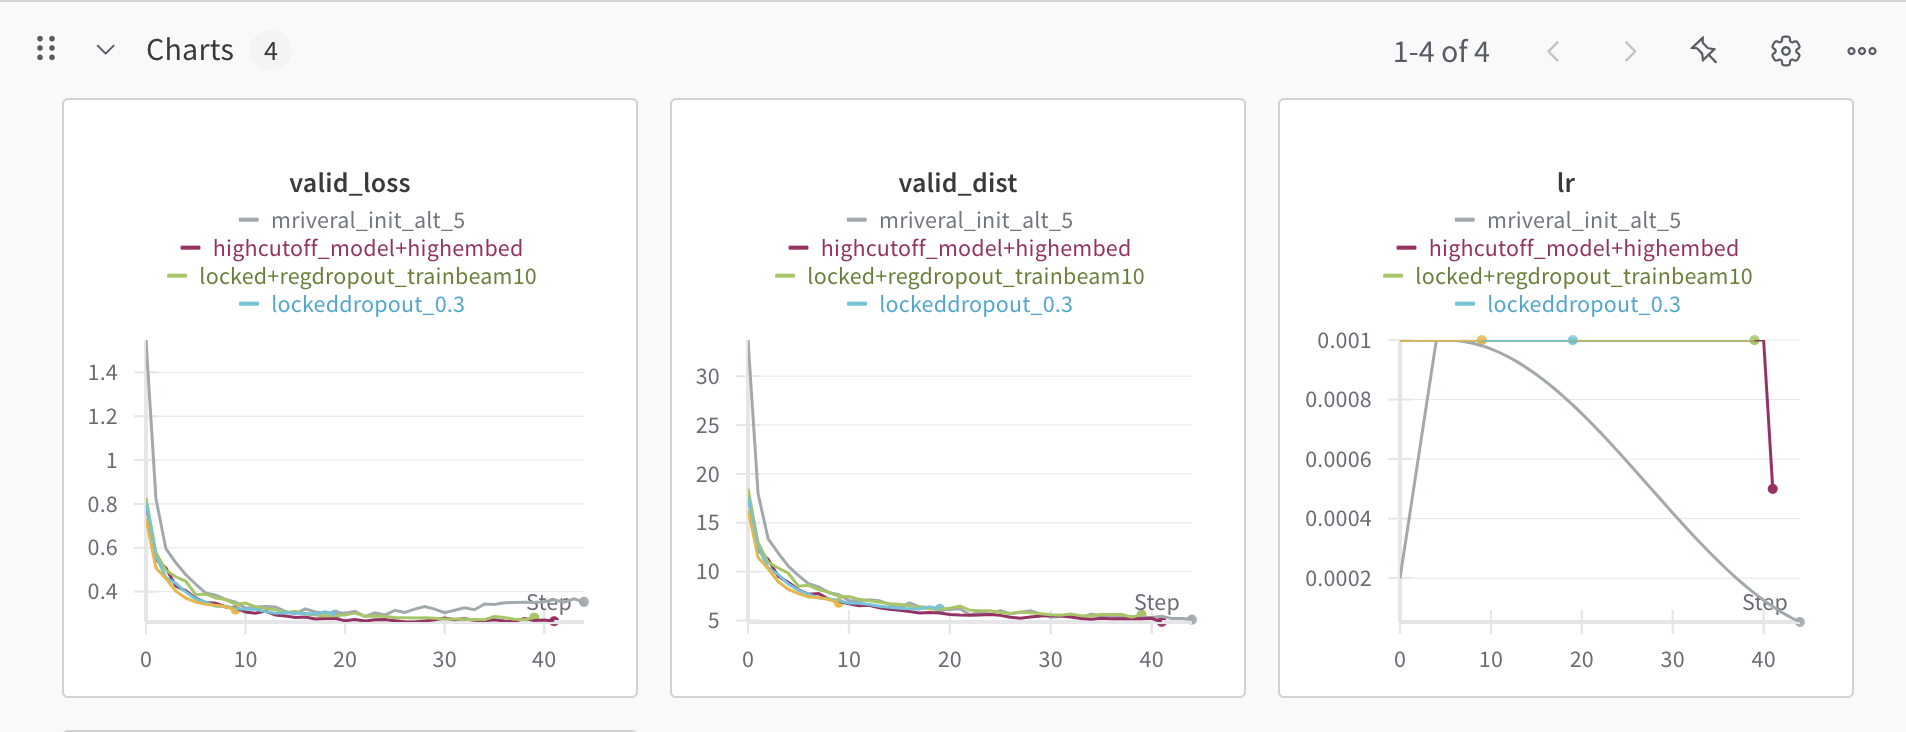 Charts 4
1-4 of 4
valid_loss
mriveral_init_alt_5
highcutoff_model+highembed
locked+regdropout_trainbeam10
lockeddropout_0.3
1.4
1.2
1
0.8
0.6
0.4
Step
0 10 20 30 40
valid_dist
mriveral_init_alt_5
highcutoff_model+highembed
locked+regdropout_trainbeam10
lockeddropout_0.3
30
25
20
15
10
5
Step
0 10 20 30 40
lr
mriveral_init_alt_5
highcutoff_model+highembed
locked+regdropout_trainbeam10
lockeddropout_0.3
0.001
0.0008
0.0006
0.0004
0.0002
Step
0 10 20 30 40